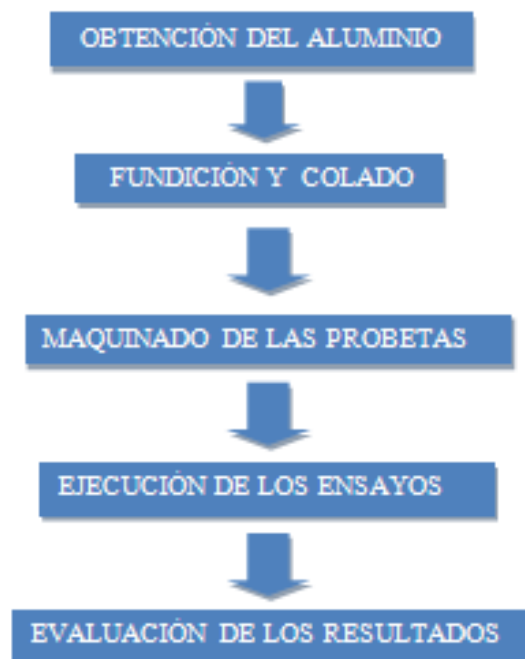 OBTENCIÓN DEL ALUMINIO
FUNDICIÓN Y COLADO
MAQUINADO DE LAS PROBETAS
EJECUCIÓN DE LOS ENSAYOS
EVALUACIÓN DE LOS RESULTADOS